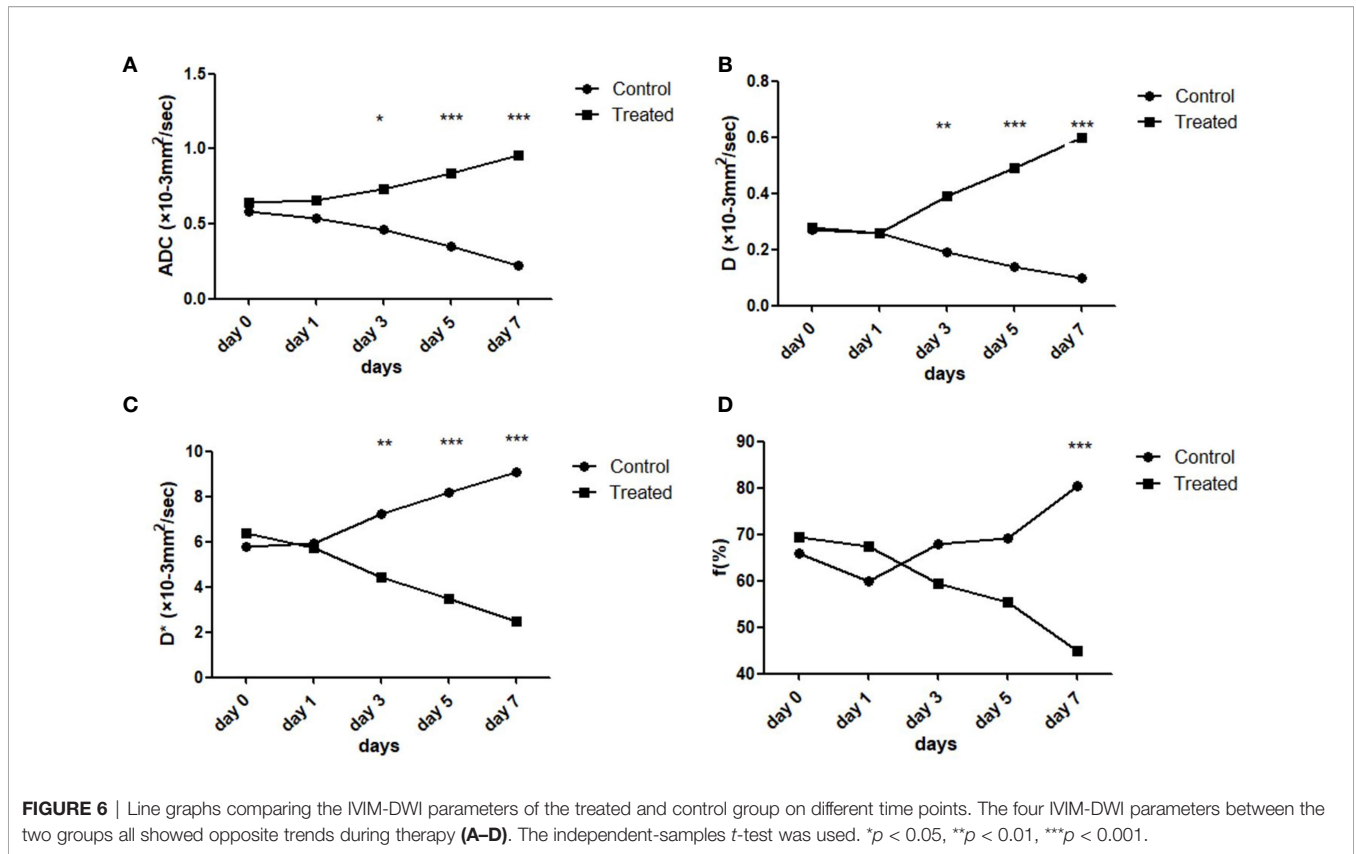 A
1.5
1.0
0.5
0.0
ADC (×10-3mm²/sec)
* *** ***
Control
Treated
day 0 day 1 day 3 day 5 day 7
days
B
0.8
0.6
0.4
0.2
0.0
D (×10-3mm²/sec)
** *** ***
Control
Treated
day 0 day 1 day 3 day 5 day 7
days
C
10
8
6
4
2
0
D* (×10-3mm²/sec)
** *** ***
Control
Treated
day 0 day 1 day 3 day 5 day 7
days
D
90
80
70
60
50
40
f(%)
***
Control
Treated
day 0 day 1 day 3 day 5 day 7
days
FIGURE 6 | Line graphs comparing the IVIM-DWI parameters of the treated and control group on different time points. The four IVIM-DWI parameters between the
two groups all showed opposite trends during therapy (A–D). The independent-samples t-test was used. *p < 0.05, **p < 0.01, ***p < 0.001.